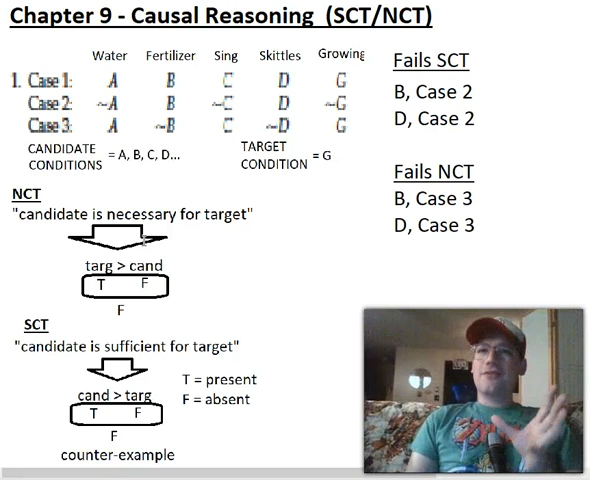 Chapter 9 - Causal Reasoning (SCT/NCT)
Water Fertilizer Sing Skittles Growing
1. Case 1: A B C D G
Case 2: ~A B ~C D ~G
Case 3: A ~B C ~D G
CANDIDATE CONDITIONS = A, B, C, D...
TARGET CONDITION = G
NCT
"candidate is necessary for target"
targ > cand
T F
F
SCT
"candidate is sufficient for target"
cand > targ
T F
F
counter-example
T = present
F = absent
Fails SCT
B, Case 2
D, Case 2
Fails NCT
B, Case 3
D, Case 3